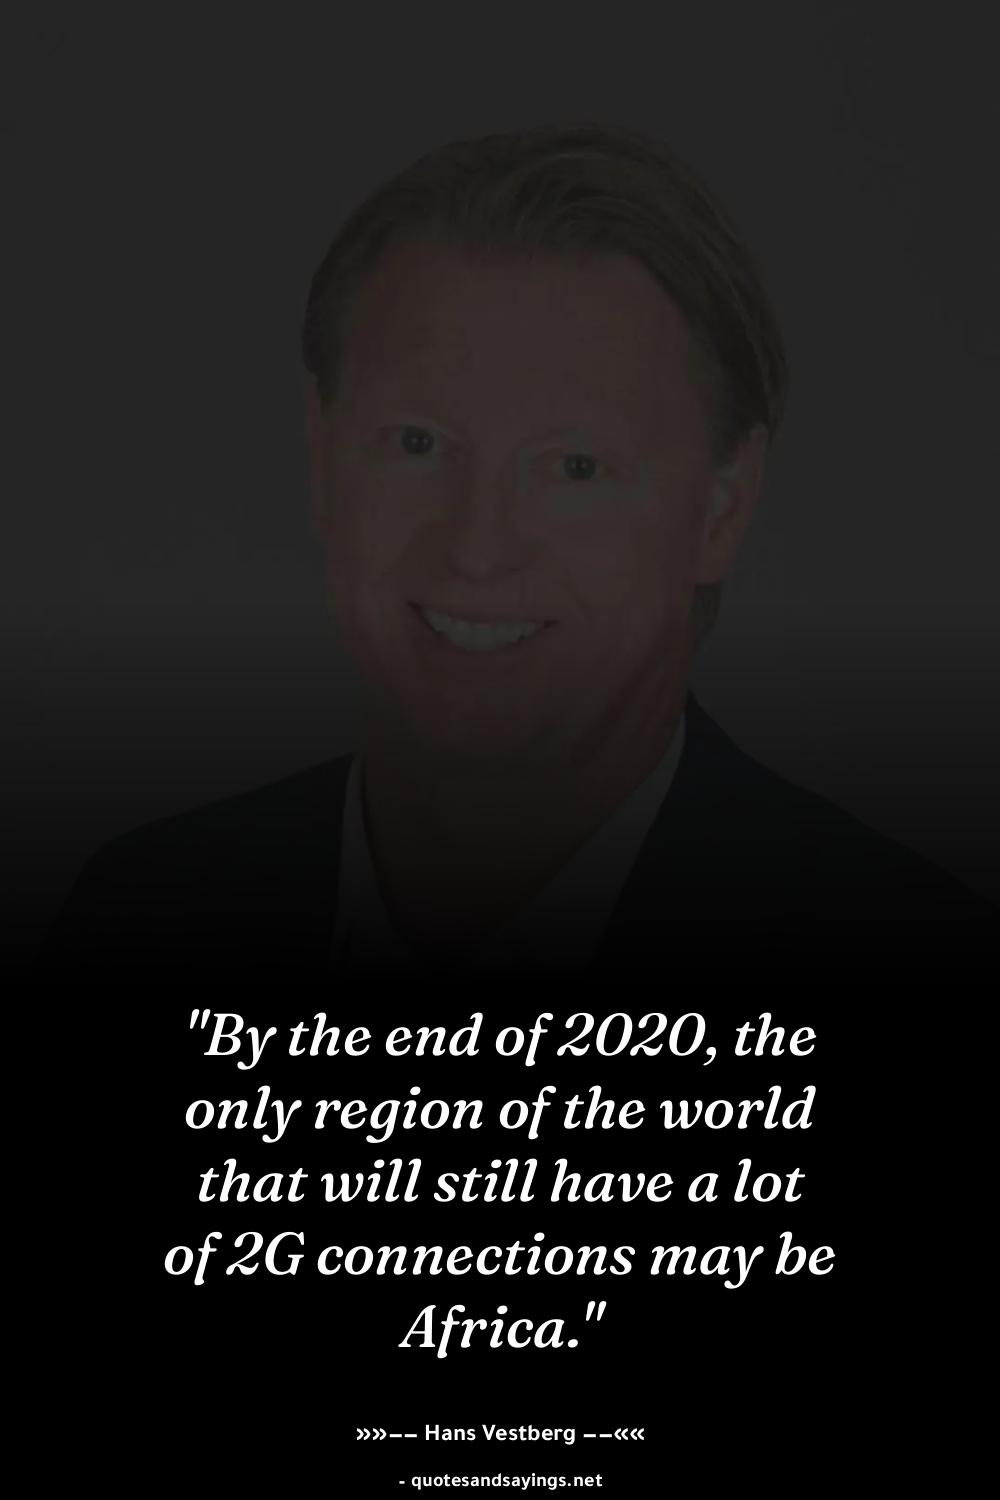 "By the end of 2020, the
only region of the world
that will still have a lot
of 2G connections may be
Africa."
»»–– Hans Vestberg ––««
- quotesandsayings.net